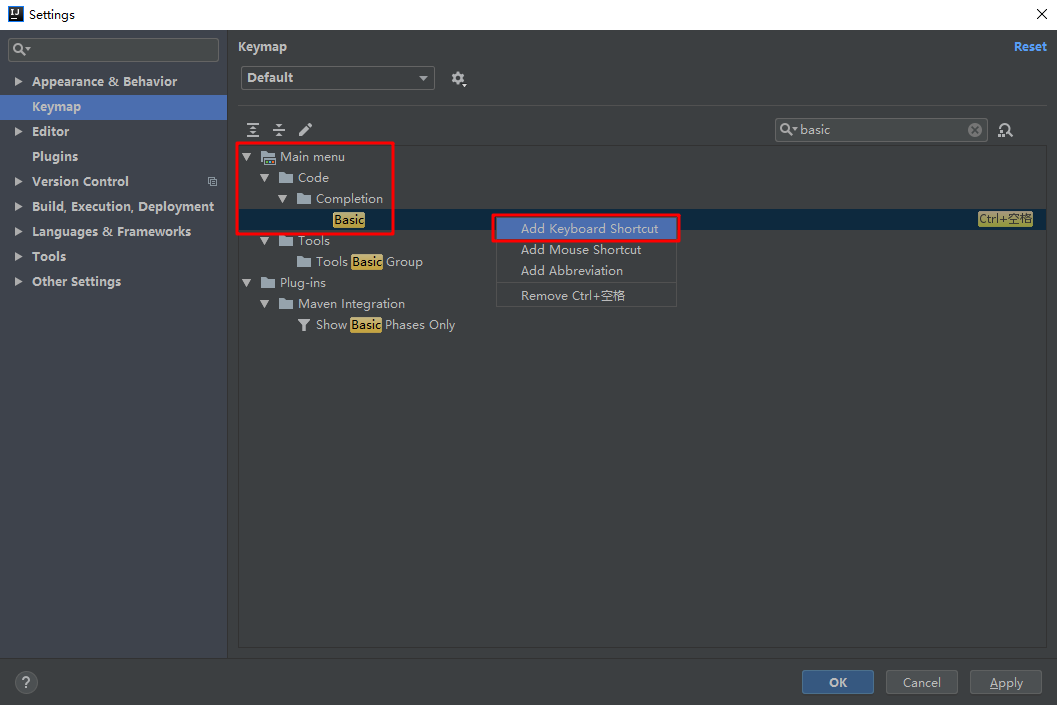 IJ Settings
Keymap Reset
Default
Appearance & Behavior
Keymap
Editor
Plugins
Version Control
Build, Execution, Deployment
Languages & Frameworks
Tools
Other Settings
basic
Main menu
Code
Completion
Basic Ctrl+空格
Tools
Tools Basic Group
Plug-ins
Maven Integration
Show Basic Phases Only
Add Keyboard Shortcut
Add Mouse Shortcut
Add Abbreviation
Remove Ctrl+空格
? OK Cancel Apply